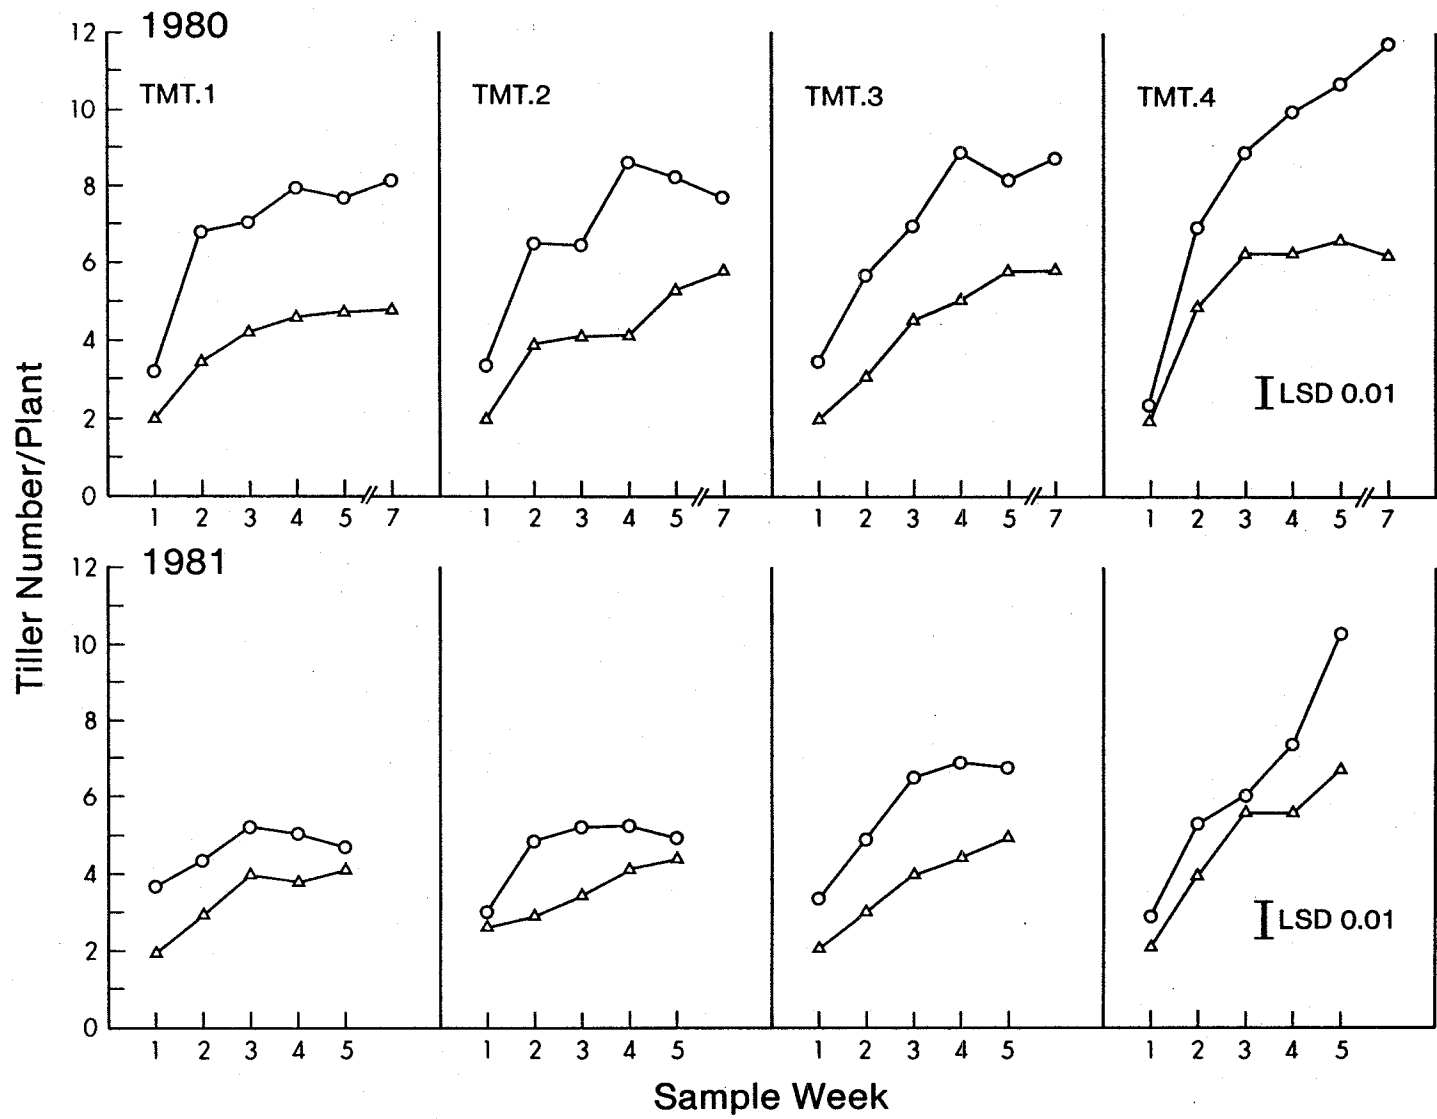 1980
TMT.1 TMT.2 TMT.3 TMT.4
12
10
8
6
4
2
0
LSD 0.01
1 2 3 4 5 7 1 2 3 4 5 7 1 2 3 4 5 7 1 2 3 4 5 7
Tiller Number/Plant
1981
12
10
8
6
4
2
0
LSD 0.01
1 2 3 4 5 1 2 3 4 5 1 2 3 4 5 1 2 3 4 5
Sample Week